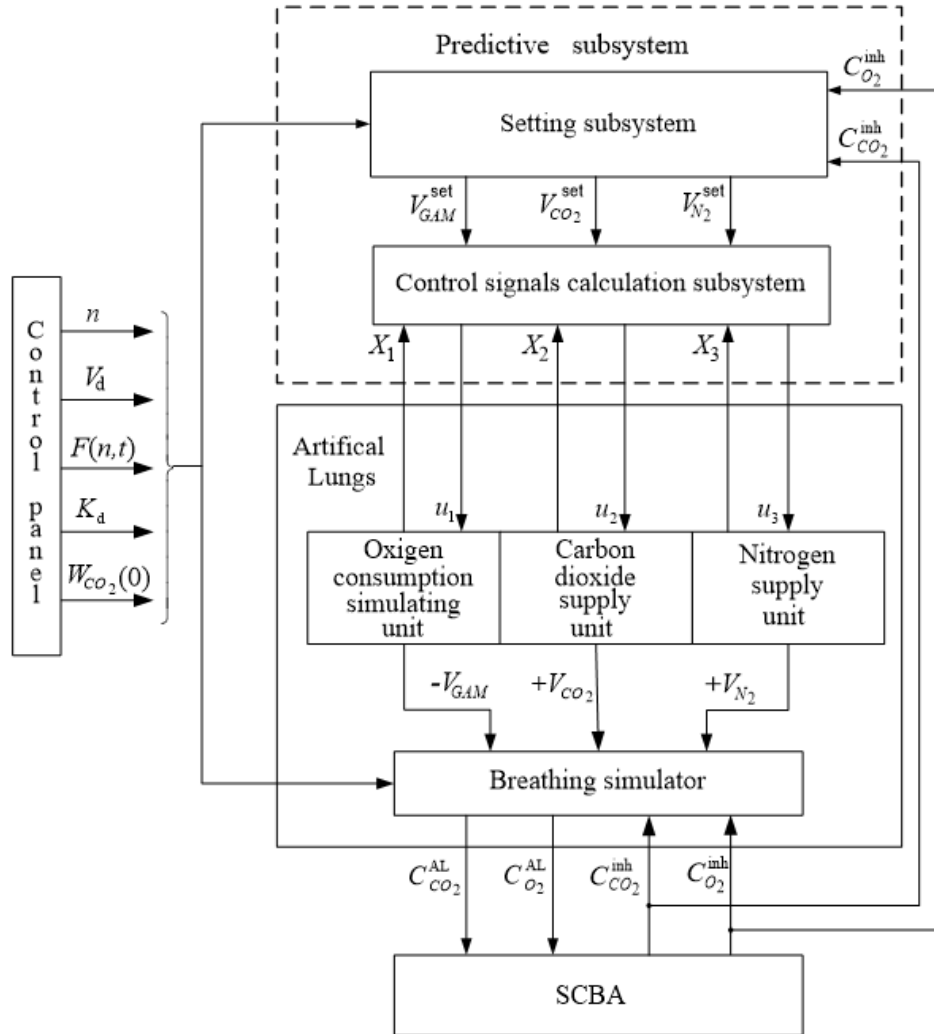 Predictive subsystem
C_{O_2}^{inh}
Setting subsystem
C_{CO_2}^{inh}
V_{GAM}^{set} V_{CO_2}^{set} V_{N_2}^{set}
Control signals calculation subsystem
X_1 X_2 X_3
Control panel
n
V_d
F(n,t)
K_d
W_{CO_2}(0)
Artifical
Lungs
u_1 u_2 u_3
Oxigen
consumption
simulating
unit
Carbon
dioxide
supply
unit
Nitrogen
supply
unit
-V_{GAM} +V_{CO_2} +V_{N_2}
Breathing simulator
C_{CO_2}^{AL} C_{O_2}^{AL} C_{CO_2}^{inh} C_{O_2}^{inh}
SCBA